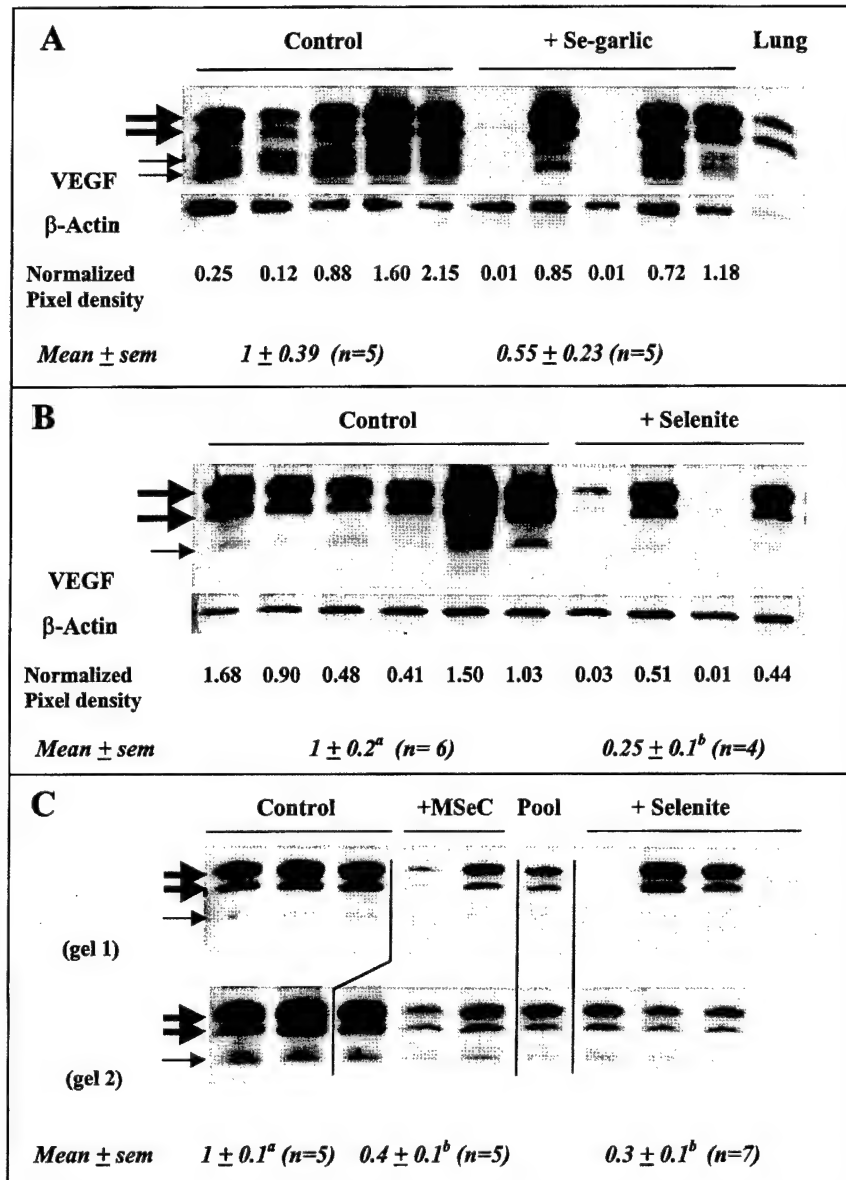 A
Control + Se-garlic Lung
VEGF
β-Actin
Normalized 0.25 0.12 0.88 1.60 2.15 0.01 0.85 0.01 0.72 1.18
Pixel density
Mean ± sem 1 ± 0.39 (n=5) 0.55 ± 0.23 (n=5)
B
Control + Selenite
VEGF
β-Actin
Normalized 1.68 0.90 0.48 0.41 1.50 1.03 0.03 0.51 0.01 0.44
Pixel density
Mean ± sem 1 ± 0.2ᵃ (n= 6) 0.25 ± 0.1ᵇ (n=4)
C
Control +MSeC Pool + Selenite
(gel 1)
(gel 2)
Mean ± sem 1 ± 0.1ᵃ (n=5) 0.4 ± 0.1ᵇ (n=5) 0.3 ± 0.1ᵇ (n=7)